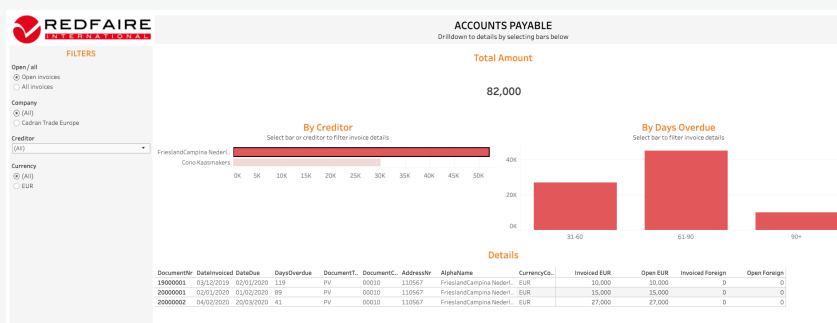 REDFAIRE
INTERNATIONAL
ACCOUNTS PAYABLE
Drilldown to details by selecting bars below
FILTERS
Open / all
Open invoices
All invoices
Company
(All)
Cadran Trade Europe
Creditor
(All)
Currency
(All)
EUR
Total Amount
82,000
By Creditor
Select bar or creditor to filter invoice details
FrieslandCampina Nederl..
Cono Kaasmakers
0K 5K 10K 15K 20K 25K 30K 35K 40K 45K 50K
By Days Overdue
Select bar to filter invoice details
40K
20K
0K
31-60 61-90 90+
Details
DocumentNr DateInvoiced DateDue DaysOverdue DocumentT.. DocumentC.. AddressNr AlphaName CurrencyCo.. Invoiced EUR Open EUR Invoiced Foreign Open Foreign
19000001 03/12/2019 02/01/2020 119 PV 00010 110567 FrieslandCampina Nederl.. EUR 10,000 10,000 0 0
20000001 02/01/2020 01/02/2020 89 PV 00010 110567 FrieslandCampina Nederl.. EUR 15,000 15,000 0 0
20000002 04/02/2020 20/03/2020 41 PV 00010 110567 FrieslandCampina Nederl.. EUR 27,000 27,000 0 0